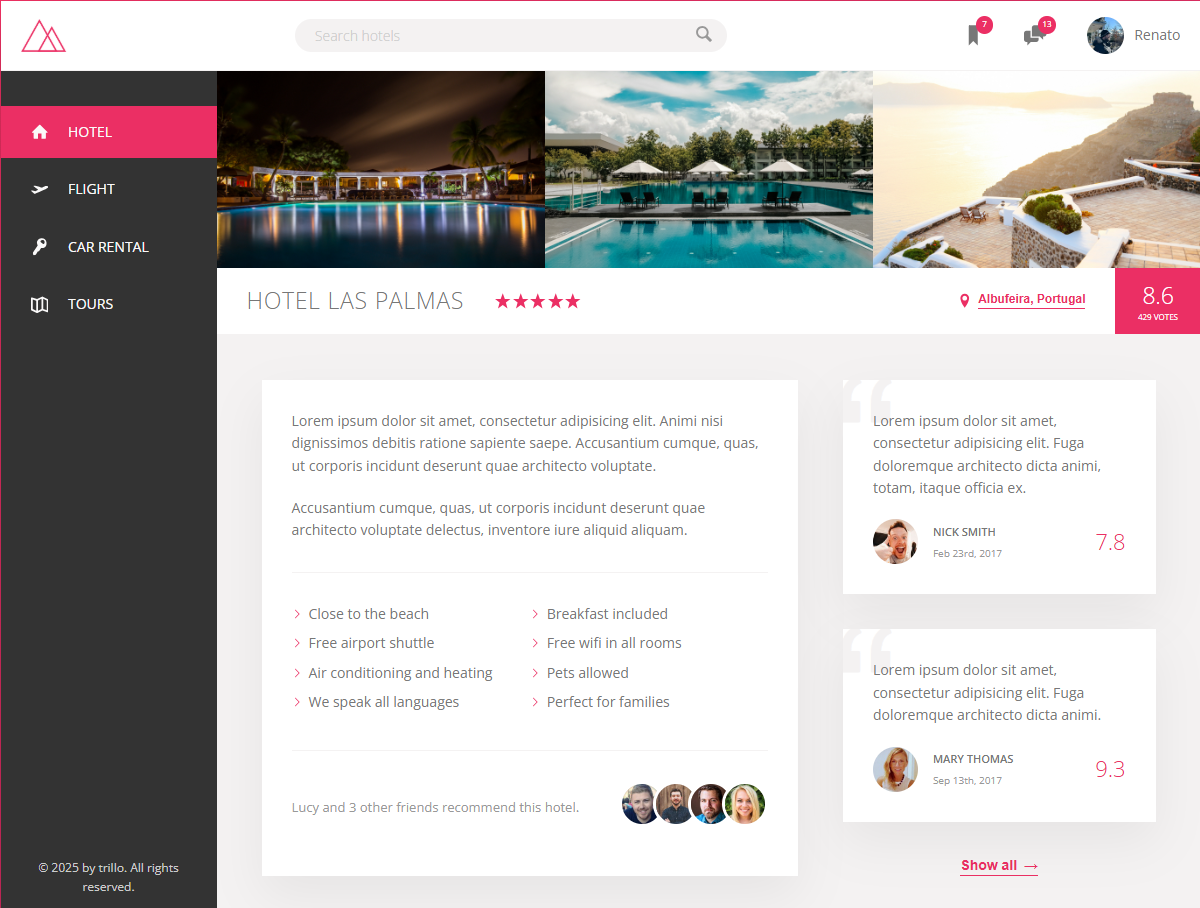 Search hotels
7
13
Renato
HOTEL
FLIGHT
CAR RENTAL
TOURS
© 2025 by trillo. All rights
reserved.
HOTEL LAS PALMAS
Albufeira, Portugal
8.6
429 VOTES
Lorem ipsum dolor sit amet, consectetur adipisicing elit. Animi nisi
dignissimos debitis ratione sapiente saepe. Accusantium cumque, quas,
ut corporis incidunt deserunt quae architecto voluptate.
Accusantium cumque, quas, ut corporis incidunt deserunt quae
architecto voluptate delectus, inventore iure aliquid aliquam.
Close to the beach
Breakfast included
Free airport shuttle
Free wifi in all rooms
Air conditioning and heating
Pets allowed
We speak all languages
Perfect for families
Lucy and 3 other friends recommend this hotel.
“
Lorem ipsum dolor sit amet,
consectetur adipisicing elit. Fuga
doloremque architecto dicta animi,
totam, itaque officia ex.
NICK SMITH
Feb 23rd, 2017
7.8
“
Lorem ipsum dolor sit amet,
consectetur adipisicing elit. Fuga
doloremque architecto dicta animi.
MARY THOMAS
Sep 13th, 2017
9.3
Show all →